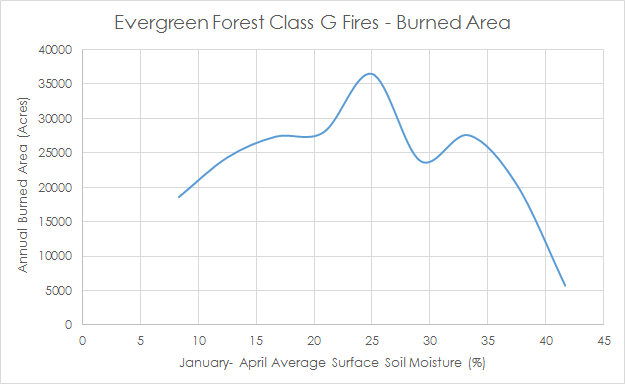 Evergreen Forest Class G Fires - Burned Area
Annual Burned Area (Acres)
40000
35000
30000
25000
20000
15000
10000
5000
0
0 5 10 15 20 25 30 35 40 45
January- April Average Surface Soil Moisture (%)